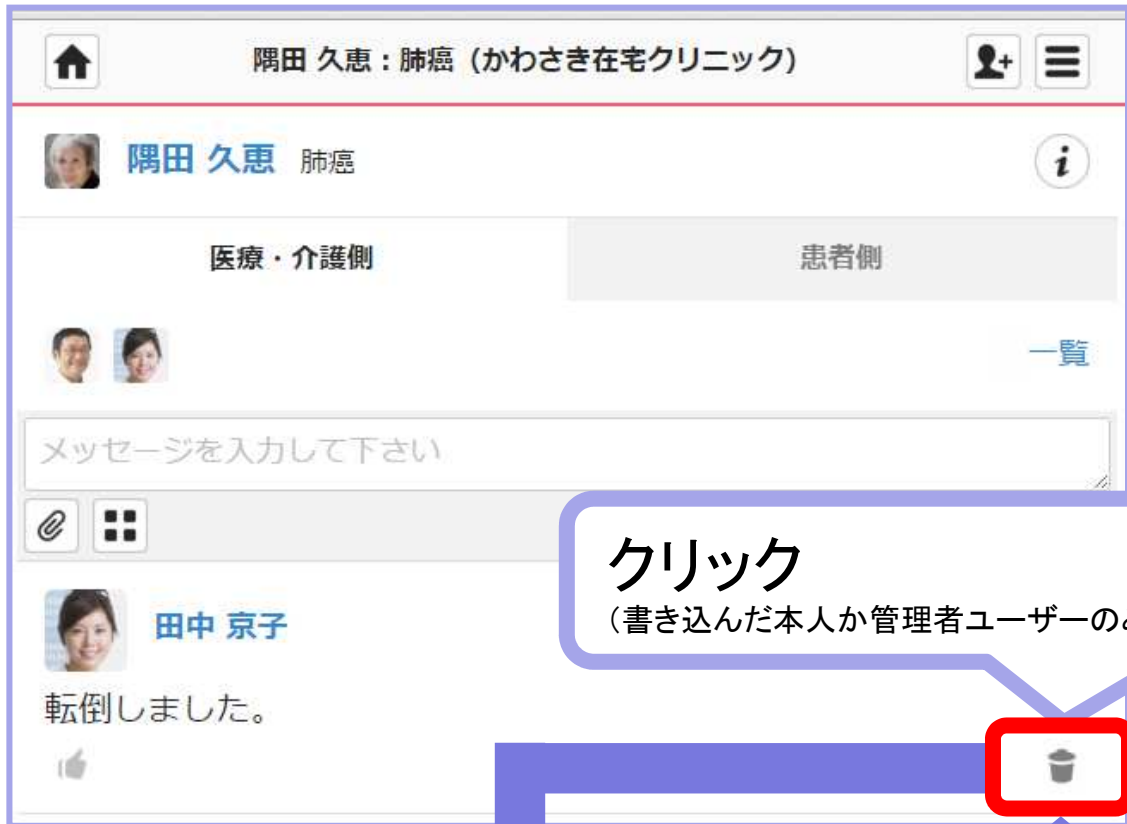 隅田 久恵：肺癌（かわさき在宅クリニック）
隅田 久恵 肺癌
医療・介護側 患者側
一覧
メッセージを入力して下さい
クリック
（書き込んだ本人か管理者ユーザーの
田中 京子
転倒しました。